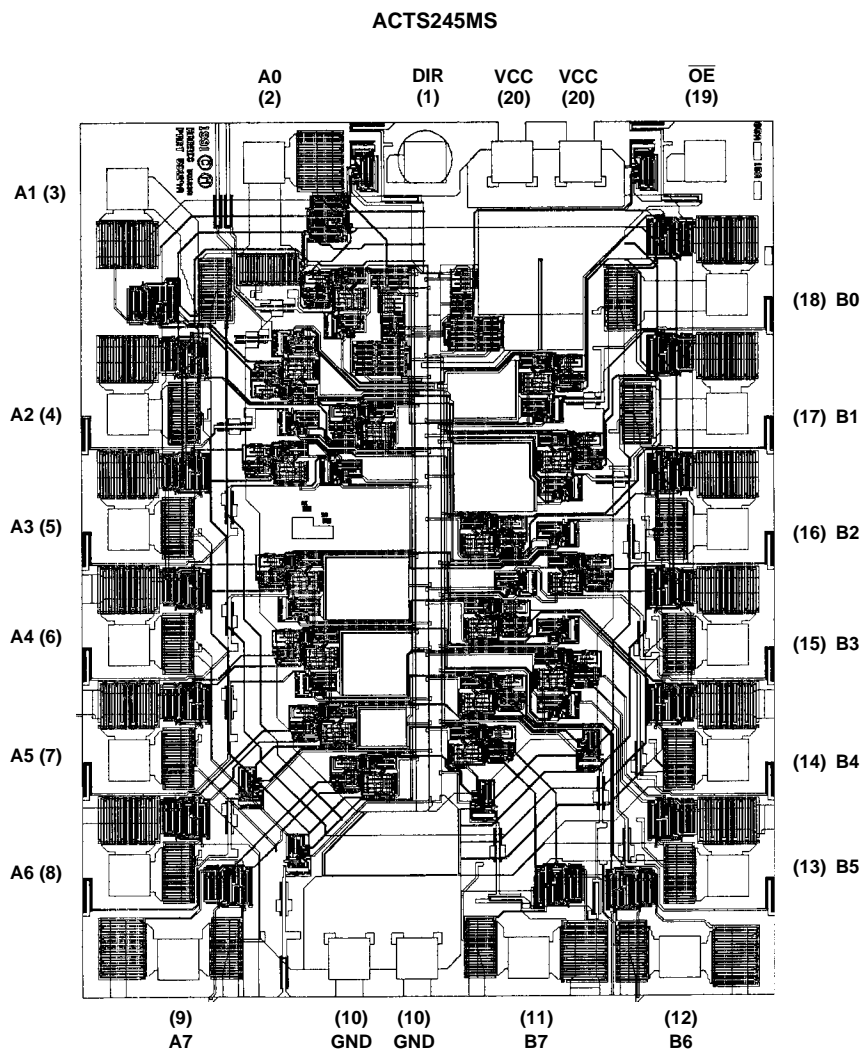 ACTS245MS
A0
(2)
DIR
(1)
VCC
(20)
VCC
(20)
OE
(19)
A1 (3)
(18) B0
A2 (4)
(17) B1
A3 (5)
(16) B2
A4 (6)
(15) B3
A5 (7)
(14) B4
A6 (8)
(13) B5
(9)
A7
(10)
GND
(10)
GND
(11)
B7
(12)
B6